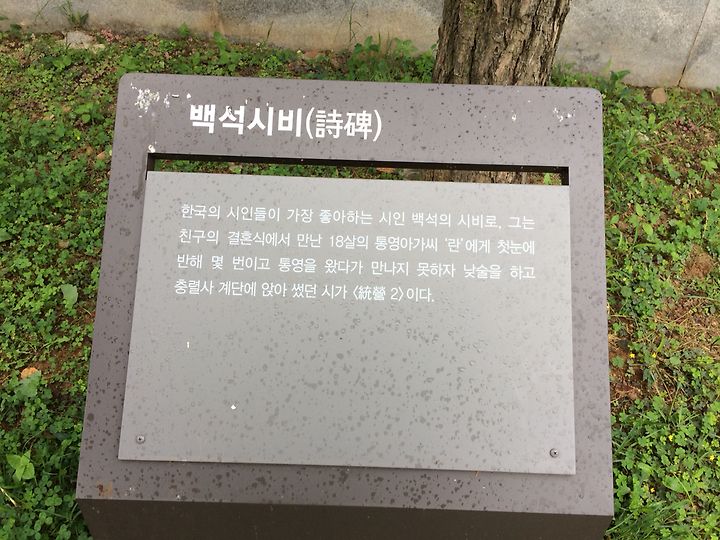 백석시비(詩碑)
한국의 시인들이 가장 좋아하는 시인 백석의 시비로, 그는
친구의 결혼식에서 만난 18살의 통영아가씨 '란'에게 첫눈에
반해 몇 번이고 통영을 왔다가 만나지 못하자 낮술을 하고
충렬사 계단에 앉아 썼던 시가 〈統營 2〉이다.